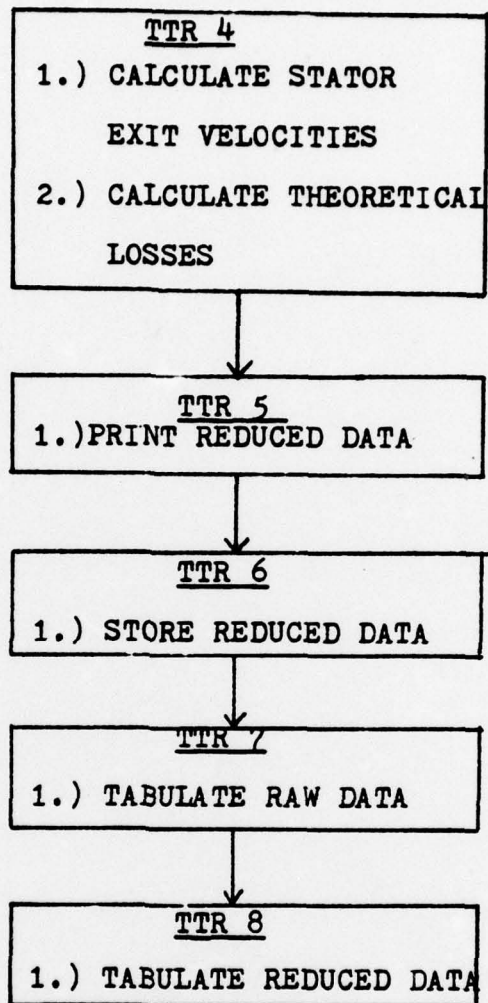 TTR 4
1.) CALCULATE STATOR
EXIT VELOCITIES
2.) CALCULATE THEORETICAL
LOSSES
TTR 5
1.)PRINT REDUCED DATA
TTR 6
1.) STORE REDUCED DATA
TTR 7
1.) TABULATE RAW DATA
TTR 8
1.) TABULATE REDUCED DATA